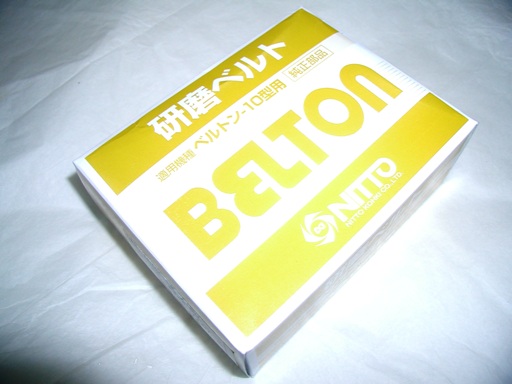 研磨ベルト
適用機種 ベルトン-10型用 純正部品
BELTON
NITTO
NITTO KOHKI CO., LTD.